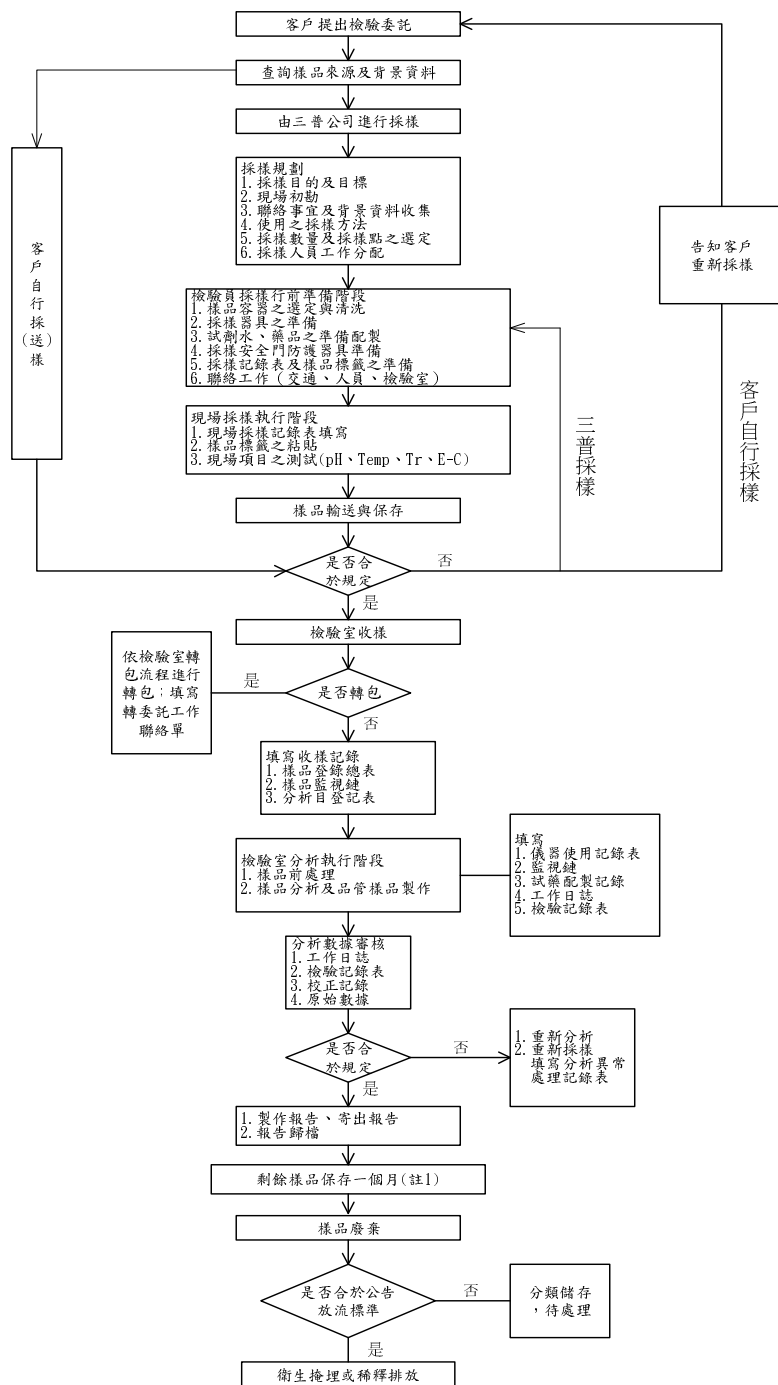 客戶提出檢驗委託
查詢樣品來源及背景資料
由三普公司進行採樣
客戶自行採(送)樣
採樣規劃
1.採樣目的及目標
2.現場初勘
3.聯絡事宜及背景資料收集
4.使用之採樣方法
5.採樣數量及採樣點之選定
6.採樣人員工作分配
告知客戶
重新採樣
檢驗員採樣行前準備階段
1.樣品容器之選定與清洗
2.採樣器具之準備
3.試劑水、藥品之準備配製
4.採樣安全門防護器具準備
5.採樣記錄表及樣品標籤之準備
6.聯絡工作(交通、人員、檢驗室)
三普採樣
客戶自行採樣
現場採樣執行階段
1.現場採樣記錄表填寫
2.樣品標籤之粘貼
3.現場項目之測試(pH、Temp、Tr、E-C)
樣品輸送與保存
是否合
於規定
否
是
檢驗室收樣
依檢驗室轉
包流程進行
轉包；填寫
轉委託工作
聯絡單
是
是否轉包
否
填寫收樣記錄
1.樣品登錄總表
2.樣品監視鏈
3.分析目登記表
檢驗室分析執行階段
1.樣品前處理
2.樣品分析及品管樣品製作
填寫
1.儀器使用記錄表
2.監視鏈
3.試藥配製記錄
4.工作日誌
5.檢驗記錄表
分析數據審核
1.工作日誌
2.檢驗記錄表
3.校正記錄
4.原始數據
是否合
於規定
否
是
1.重新分析
2.重新採樣
填寫分析異常
處理記錄表
1.製作報告、寄出報告
2.報告歸檔
剩餘樣品保存一個月(註1)
樣品廢棄
是否合於公告
放流標準
否
分類儲存
，待處理
是
衛生掩埋或稀釋排放